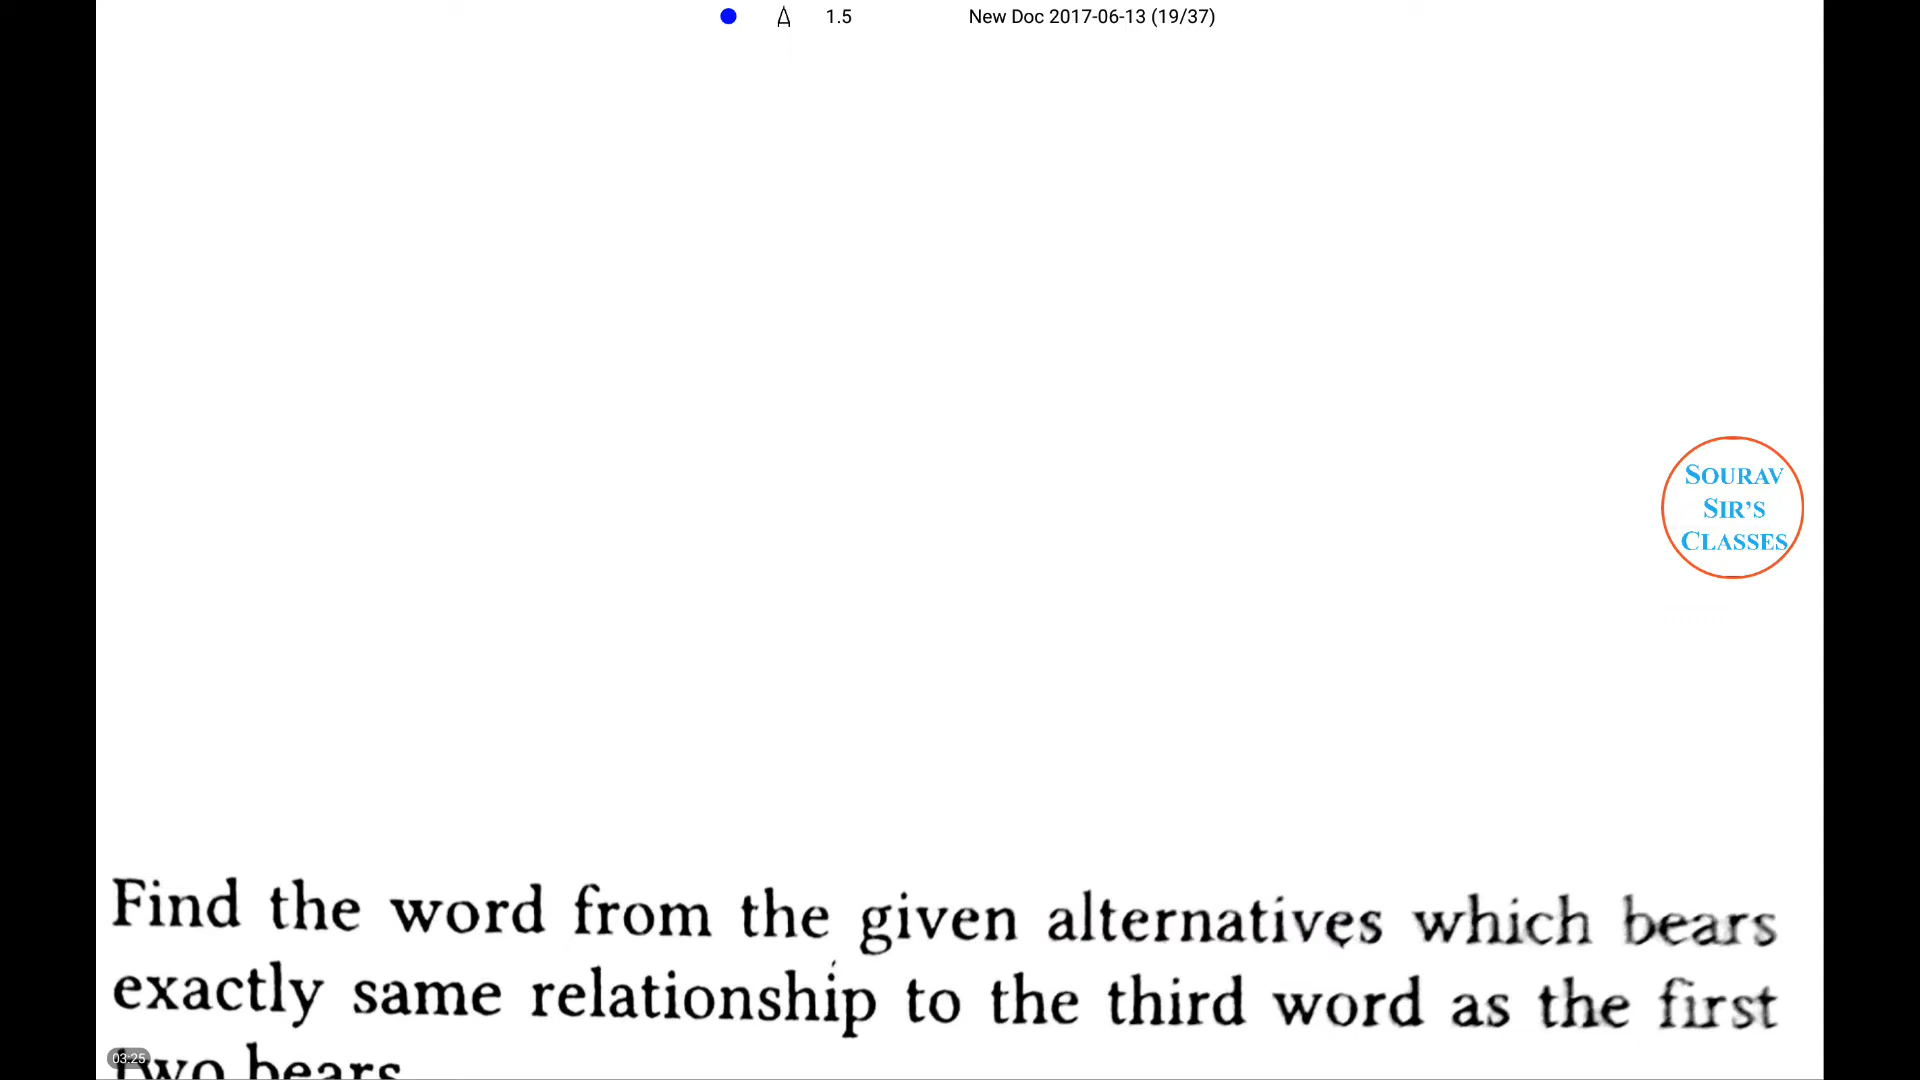 1.5 New Doc 2017-06-13 (19/37)
SOURAV
SIR'S
CLASSES
Find the word from the given alternatives which bears
exactly same relationship to the third word as the first
two bears
03:25